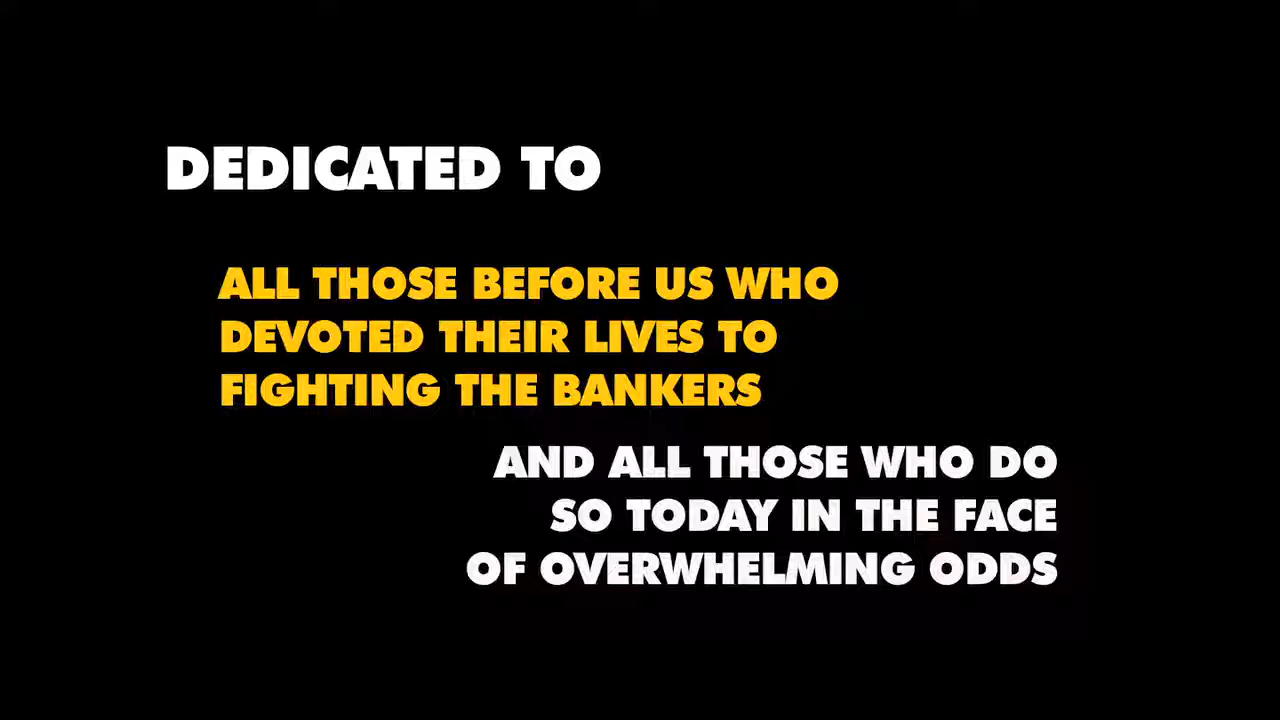 DEDICATED TO
ALL THOSE BEFORE US WHO
DEVOTED THEIR LIVES TO
FIGHTING THE BANKERS
AND ALL THOSE WHO DO
SO TODAY IN THE FACE
OF OVERWHELMING ODDS